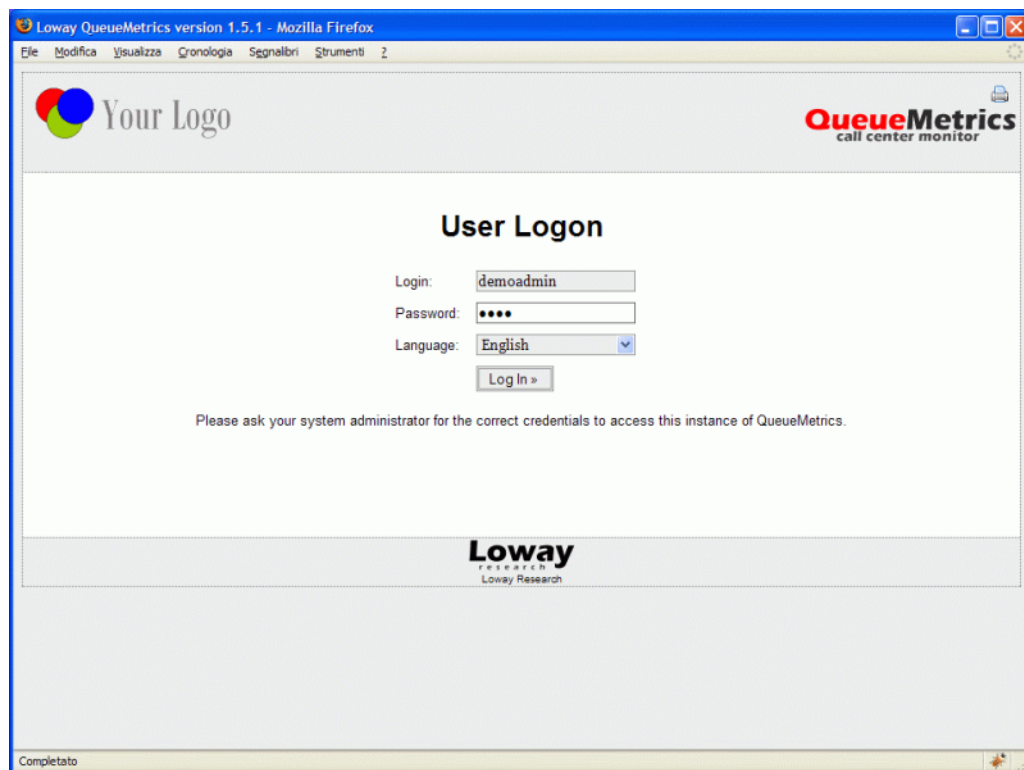 Loway QueueMetrics version 1.5.1 - Mozilla Firefox
File Modifica Visualizza Cronologia Segnalibri Strumenti ?
Your Logo
QueueMetrics
call center monitor
User Logon
Login: demoadmin
Password: ••••
Language: English
Log In »
Please ask your system administrator for the correct credentials to access this instance of QueueMetrics.
Loway
research
Loway Research
Completato